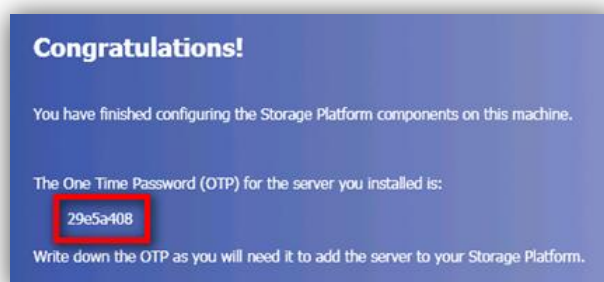 Congratulations!
You have finished configuring the Storage Platform components on this machine.
The One Time Password (OTP) for the server you installed is:
29e5a408
Write down the OTP as you will need it to add the server to your Storage Platform.